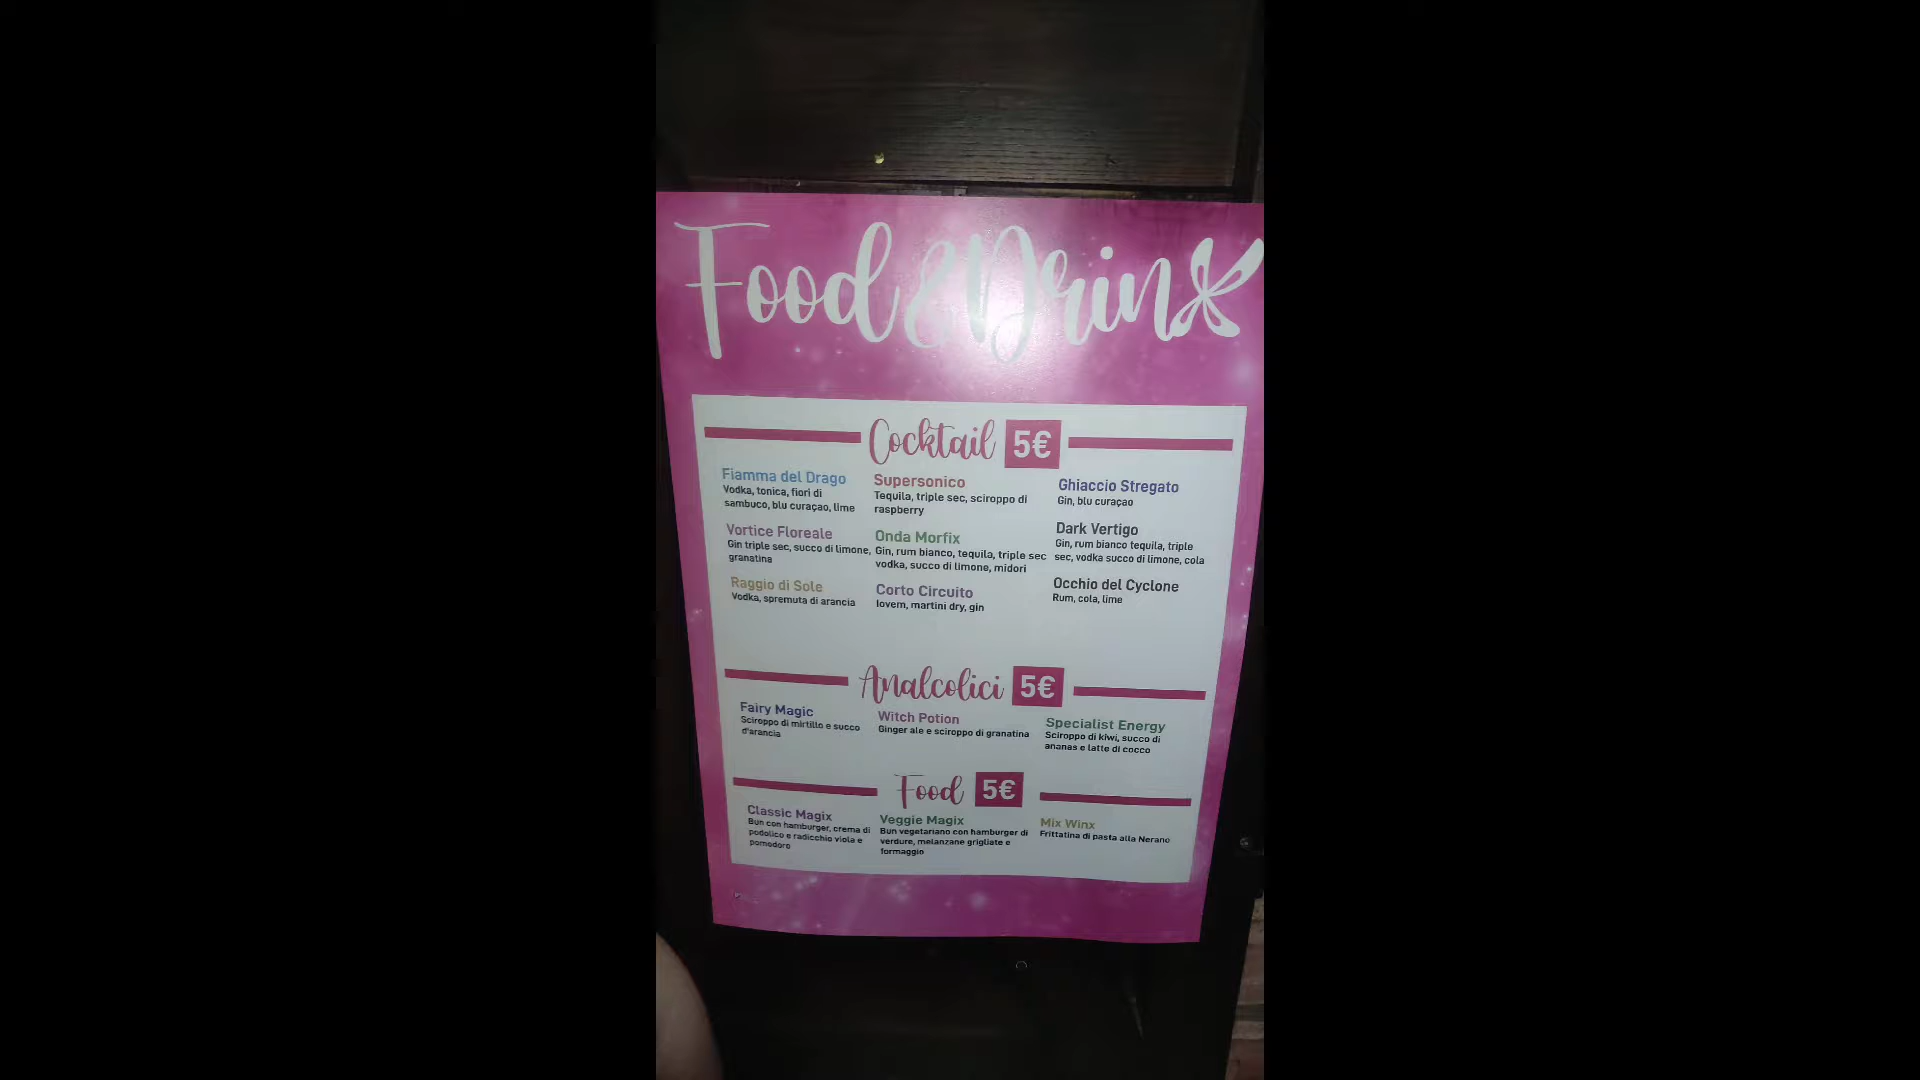 Food & Drink
Cocktail 5€
Fiamma del Drago
Vodka, tonica, fiori di
sambuco, blu curaçao, lime
Vortice Floreale
Gin triple sec, succo di limone,
granatina
Raggio di Sole
Vodka, spremuta di arancia
Supersonico
Tequila, triple sec, sciroppo di
raspberry
Onda Morfix
Gin, rum bianco, tequila, triple sec
vodka, succo di limone, midori
Corto Circuito
Iovem, martini dry, gin
Ghiaccio Stregato
Gin, blu curaçao
Dark Vertigo
Gin, rum bianco tequila, triple
sec, vodka succo di limone, cola
Occhio del Cyclone
Rum, cola, lime
Analcolici 5€
Fairy Magic
Sciroppo di mirtillo e succo
d'arancia
Witch Potion
Ginger ale e sciroppo di granatina
Specialist Energy
Sciroppo di kiwi, succo di
ananas e latte di cocco
Food 5€
Classic Magix
Bun con hamburger, crema di
podolico e radicchio viola e
pomodoro
Veggie Magix
Bun vegetariano con hamburger di
verdure, melanzane grigliate e
formaggio
Mix Winx
Frittatina di pasta alla Nerano